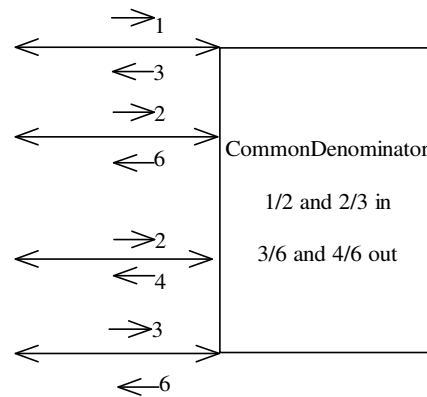 1
3
2
6
CommonDenominator
1/2 and 2/3 in
3/6 and 4/6 out
2
4
3
6